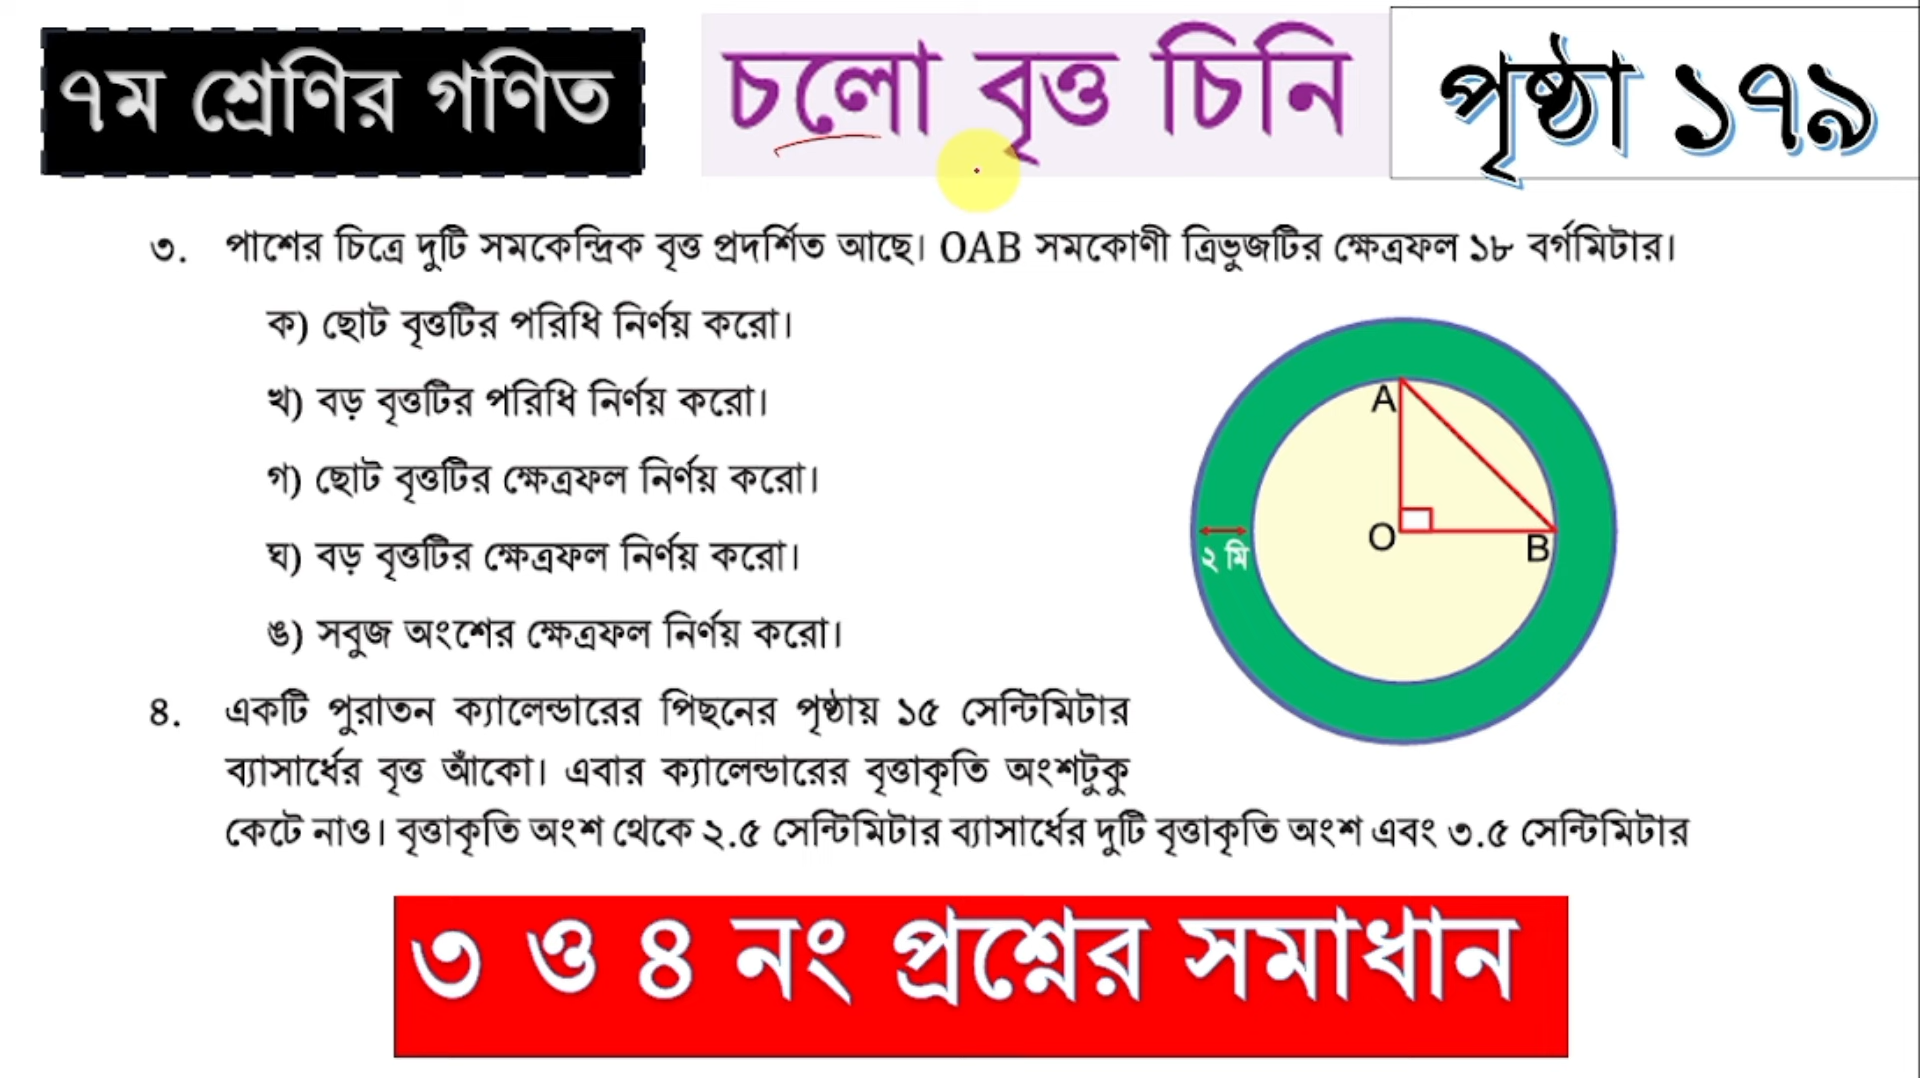 ৭ম শ্রেণির গণিত
চলো বৃত্ত চিনি
পৃষ্ঠা ১৭৯
৩. পাশের চিত্রে দুটি সমকেন্দ্রিক বৃত্ত প্রদর্শিত আছে। OAB সমকোণী ত্রিভুজটির ক্ষেত্রফল ১৮ বর্গমিটার।
ক) ছোট বৃত্তটির পরিধি নির্ণয় করো।
খ) বড় বৃত্তটির পরিধি নির্ণয় করো।
গ) ছোট বৃত্তটির ক্ষেত্রফল নির্ণয় করো।
ঘ) বড় বৃত্তটির ক্ষেত্রফল নির্ণয় করো।
ঙ) সবুজ অংশের ক্ষেত্রফল নির্ণয় করো।
A
O
B
২ মি
৪. একটি পুরাতন ক্যালেন্ডারের পিছনের পৃষ্ঠায় ১৫ সেন্টিমিটার
ব্যাসার্ধের বৃত্ত আঁকো। এবার ক্যালেন্ডারের বৃত্তাকৃতি অংশটুকু
কেটে নাও। বৃত্তাকৃতি অংশ থেকে ২.৫ সেন্টিমিটার ব্যাসার্ধের দুটি বৃত্তাকৃতি অংশ এবং ৩.৫ সেন্টিমিটার
৩ ও ৪ নং প্রশ্নের সমাধান